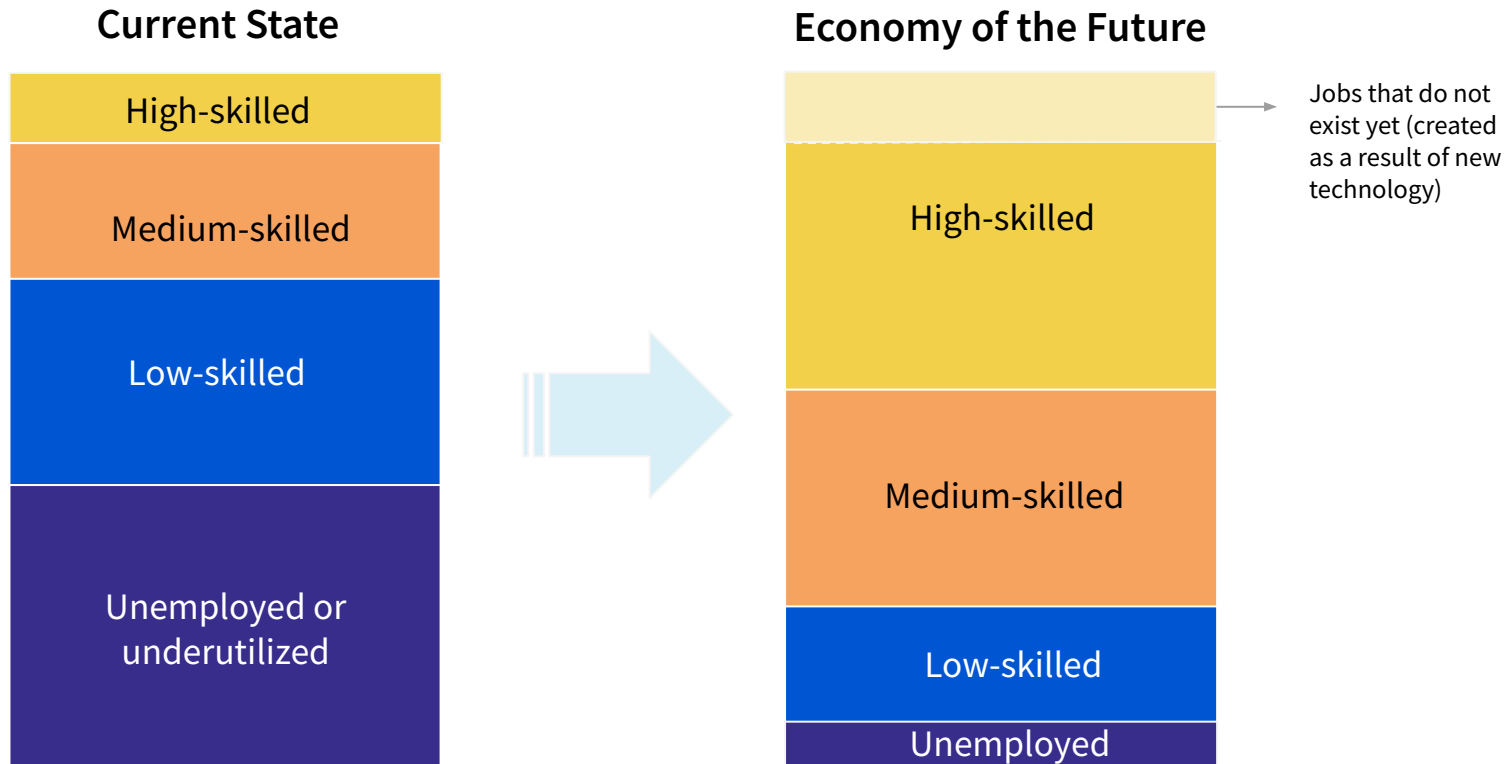 Current State
High-skilled
Medium-skilled
Low-skilled
Unemployed or
underutilized
Economy of the Future
Jobs that do not
exist yet (created
as a result of new
technology)
High-skilled
Medium-skilled
Low-skilled
Unemployed